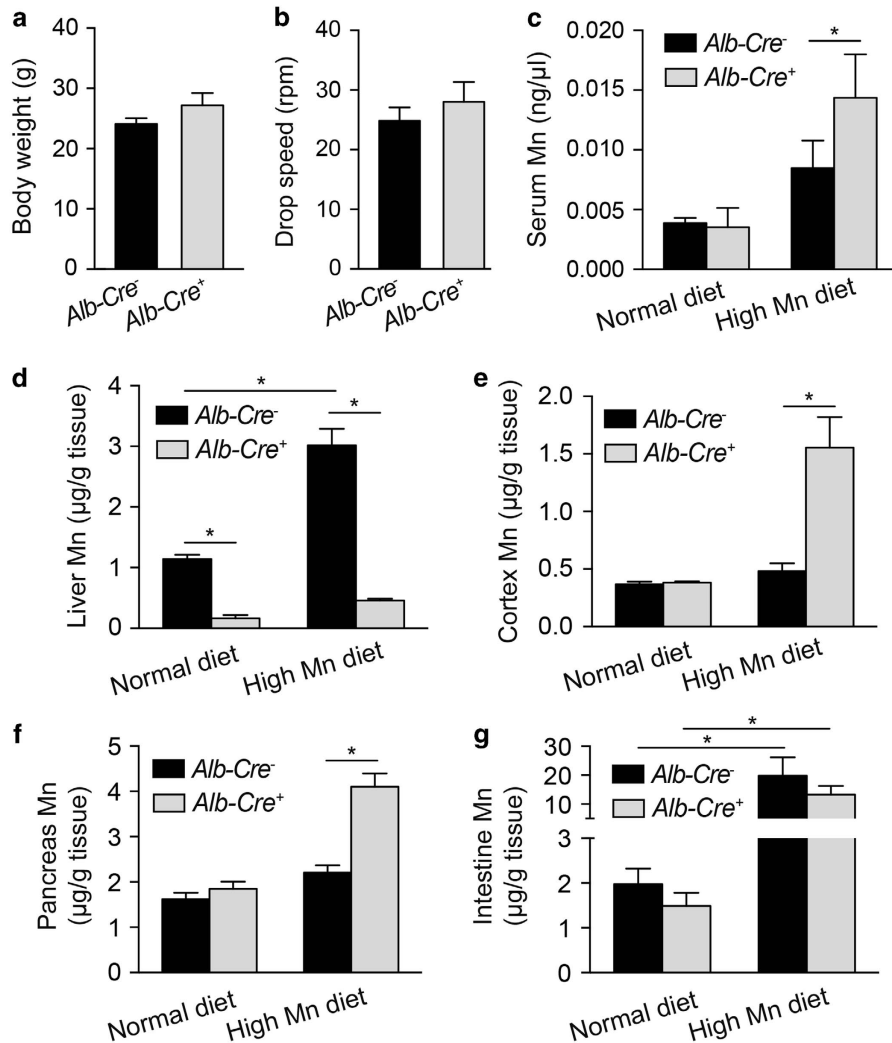 a
Body weight (g)
40
30
20
10
0
Alb-Cre⁻
Alb-Cre⁺
b
Drop speed (rpm)
40
30
20
10
0
Alb-Cre⁻
Alb-Cre⁺
c
Serum Mn (ng/µl)
0.020
0.015
0.010
0.005
0.000
Alb-Cre⁻
Alb-Cre⁺
*
Normal diet
High Mn diet
d
Liver Mn (µg/g tissue)
4
3
2
1
0
*
Alb-Cre⁻
Alb-Cre⁺
*
*
Normal diet
High Mn diet
e
Cortex Mn (µg/g tissue)
2.0
1.5
1.0
0.5
0.0
Alb-Cre⁻
Alb-Cre⁺
*
Normal diet
High Mn diet
f
Pancreas Mn
(µg/g tissue)
5
4
3
2
1
0
Alb-Cre⁻
Alb-Cre⁺
*
Normal diet
High Mn diet
g
Intestine Mn
(µg/g tissue)
30
20
10
2
1
0
*
*
Alb-Cre⁻
Alb-Cre⁺
Normal diet
High Mn diet